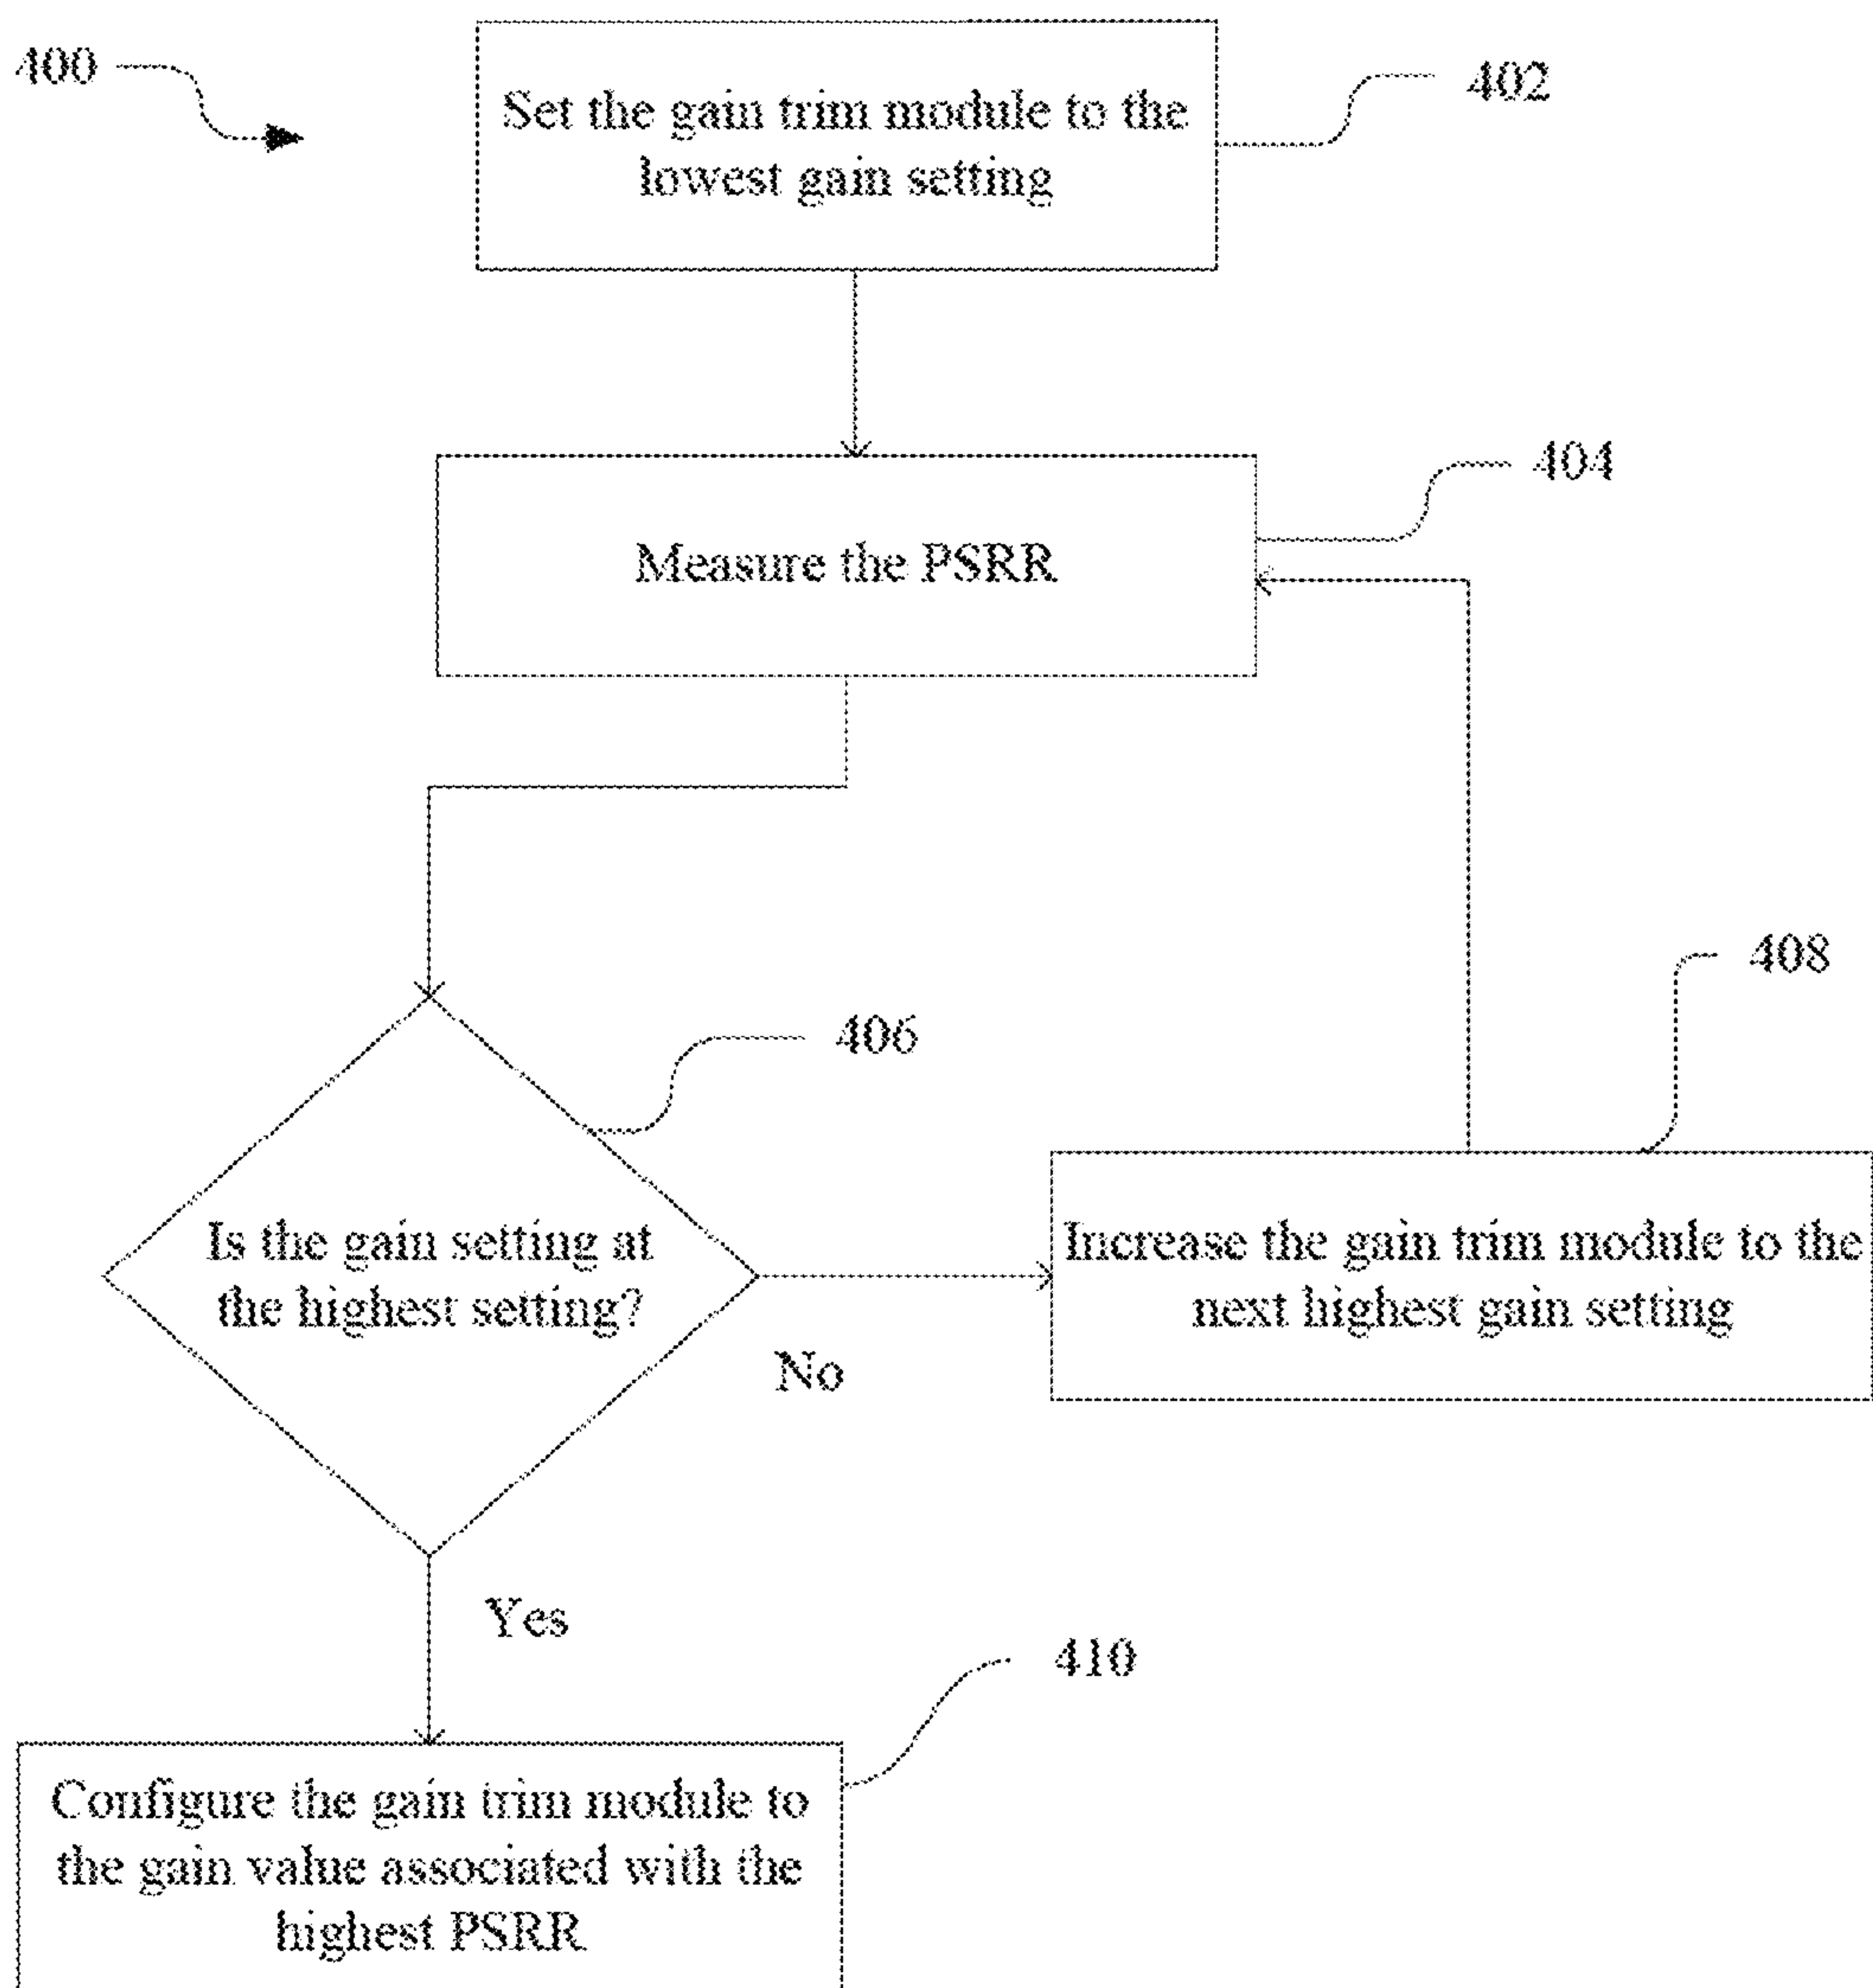 400
Set the gain trim module to the
lowest gain setting
402
Measure the PSRR
404
Is the gain setting at
the highest setting?
406
No
Increase the gain trim module to the
next highest gain setting
408
Yes
Configure the gain trim module to
the gain value associated with the
highest PSRR
410